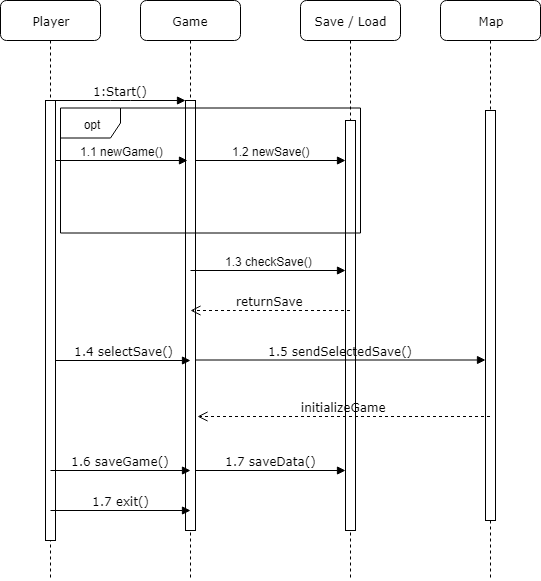 Player
Game
Save / Load
Map
1:Start()
opt
1.1 newGame()
1.2 newSave()
1.3 checkSave()
returnSave
1.4 selectSave()
1.5 sendSelectedSave()
initializeGame
1.6 saveGame()
1.7 saveData()
1.7 exit()